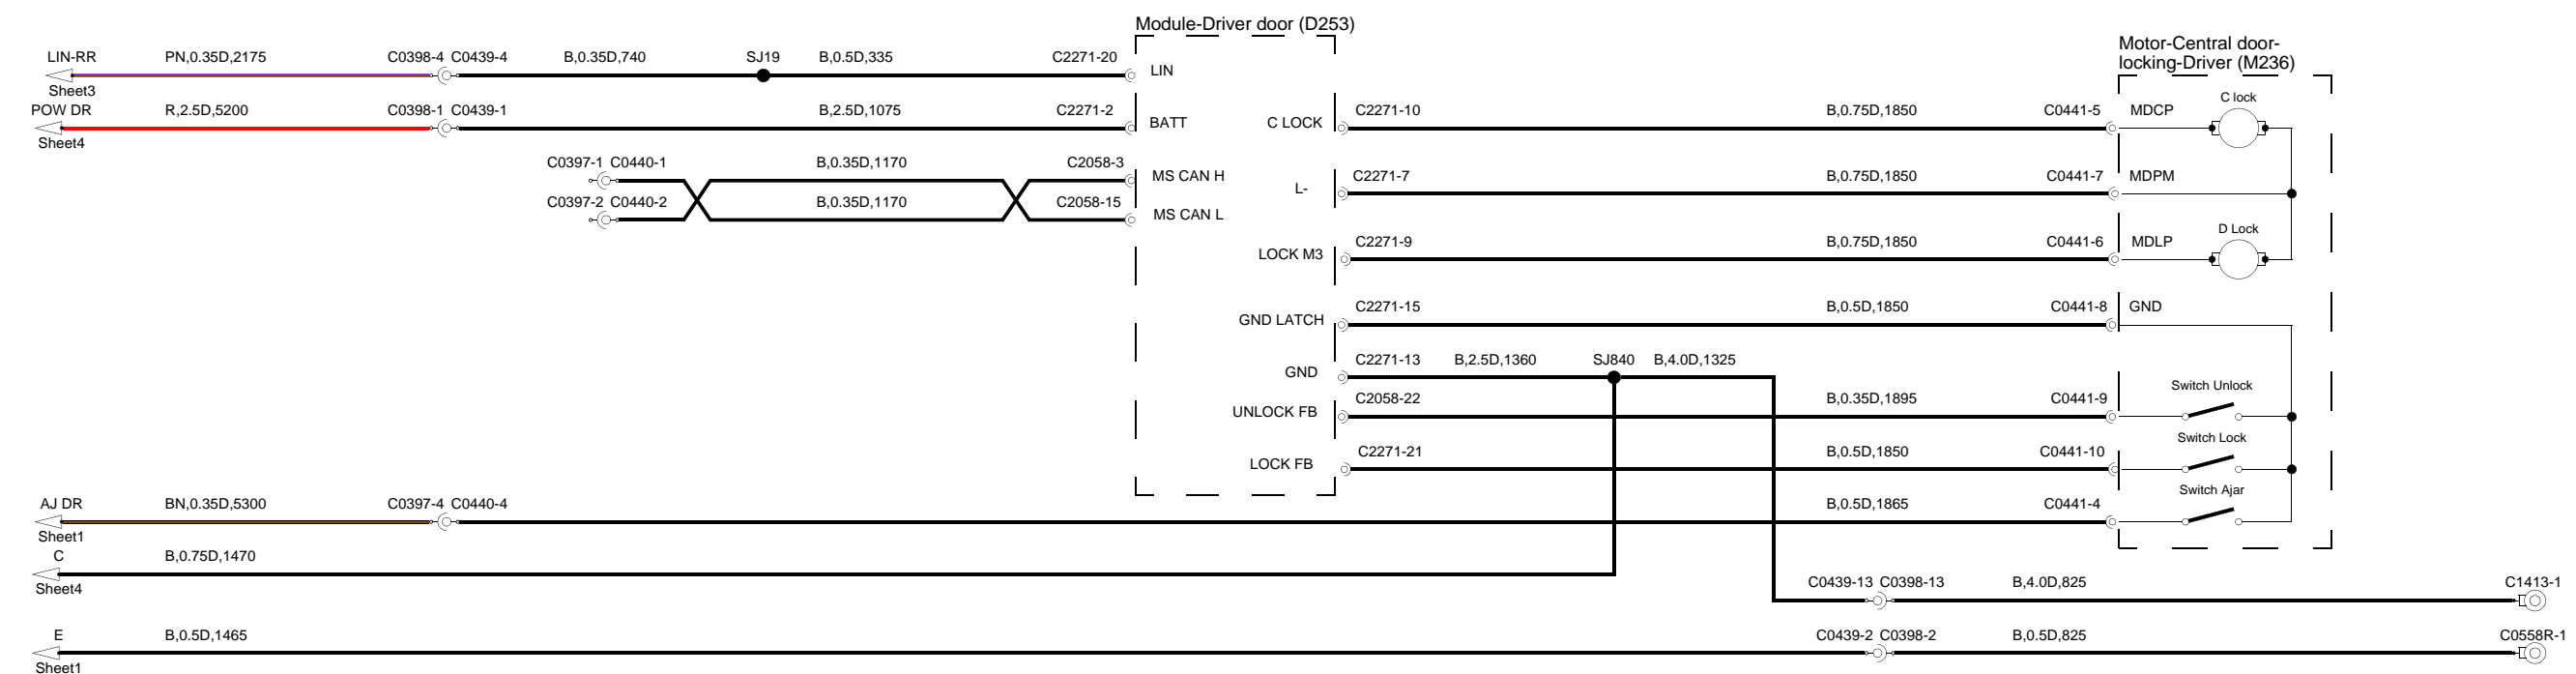 Module-Driver door (D253)
Motor-Central door-
locking-Driver (M236)
LIN-RR PN,0.35D,2175 C0398-4 C0439-4 B,0.35D,740 SJ19 B,0.5D,335 C2271-20 LIN
Sheet3
POW DR R,2.5D,5200 C0398-1 C0439-1 B,2.5D,1075 C2271-2 BATT
Sheet4
C LOCK C2271-10 B,0.75D,1850 C0441-5 MDCP C lock
C0397-1 C0440-1 B,0.35D,1170 C2058-3 MS CAN H
C0397-2 C0440-2 B,0.35D,1170 C2058-15 MS CAN L
L- C2271-7 B,0.75D,1850 C0441-7 MDPM
LOCK M3 C2271-9 B,0.75D,1850 C0441-6 MDLP D Lock
GND LATCH C2271-15 B,0.5D,1850 C0441-8 GND
GND C2271-13 B,2.5D,1360 SJ840 B,4.0D,1325
UNLOCK FB C2058-22 B,0.35D,1895 C0441-9 Switch Unlock
LOCK FB C2271-21 B,0.5D,1850 C0441-10 Switch Lock
AJ DR BN,0.35D,5300 C0397-4 C0440-4 B,0.5D,1865 C0441-4 Switch Ajar
Sheet1
C B,0.75D,1470
Sheet4
C0439-13 C0398-13 B,4.0D,825 C1413-1
E B,0.5D,1465 C0439-2 C0398-2 B,0.5D,825 C0558R-1
Sheet1